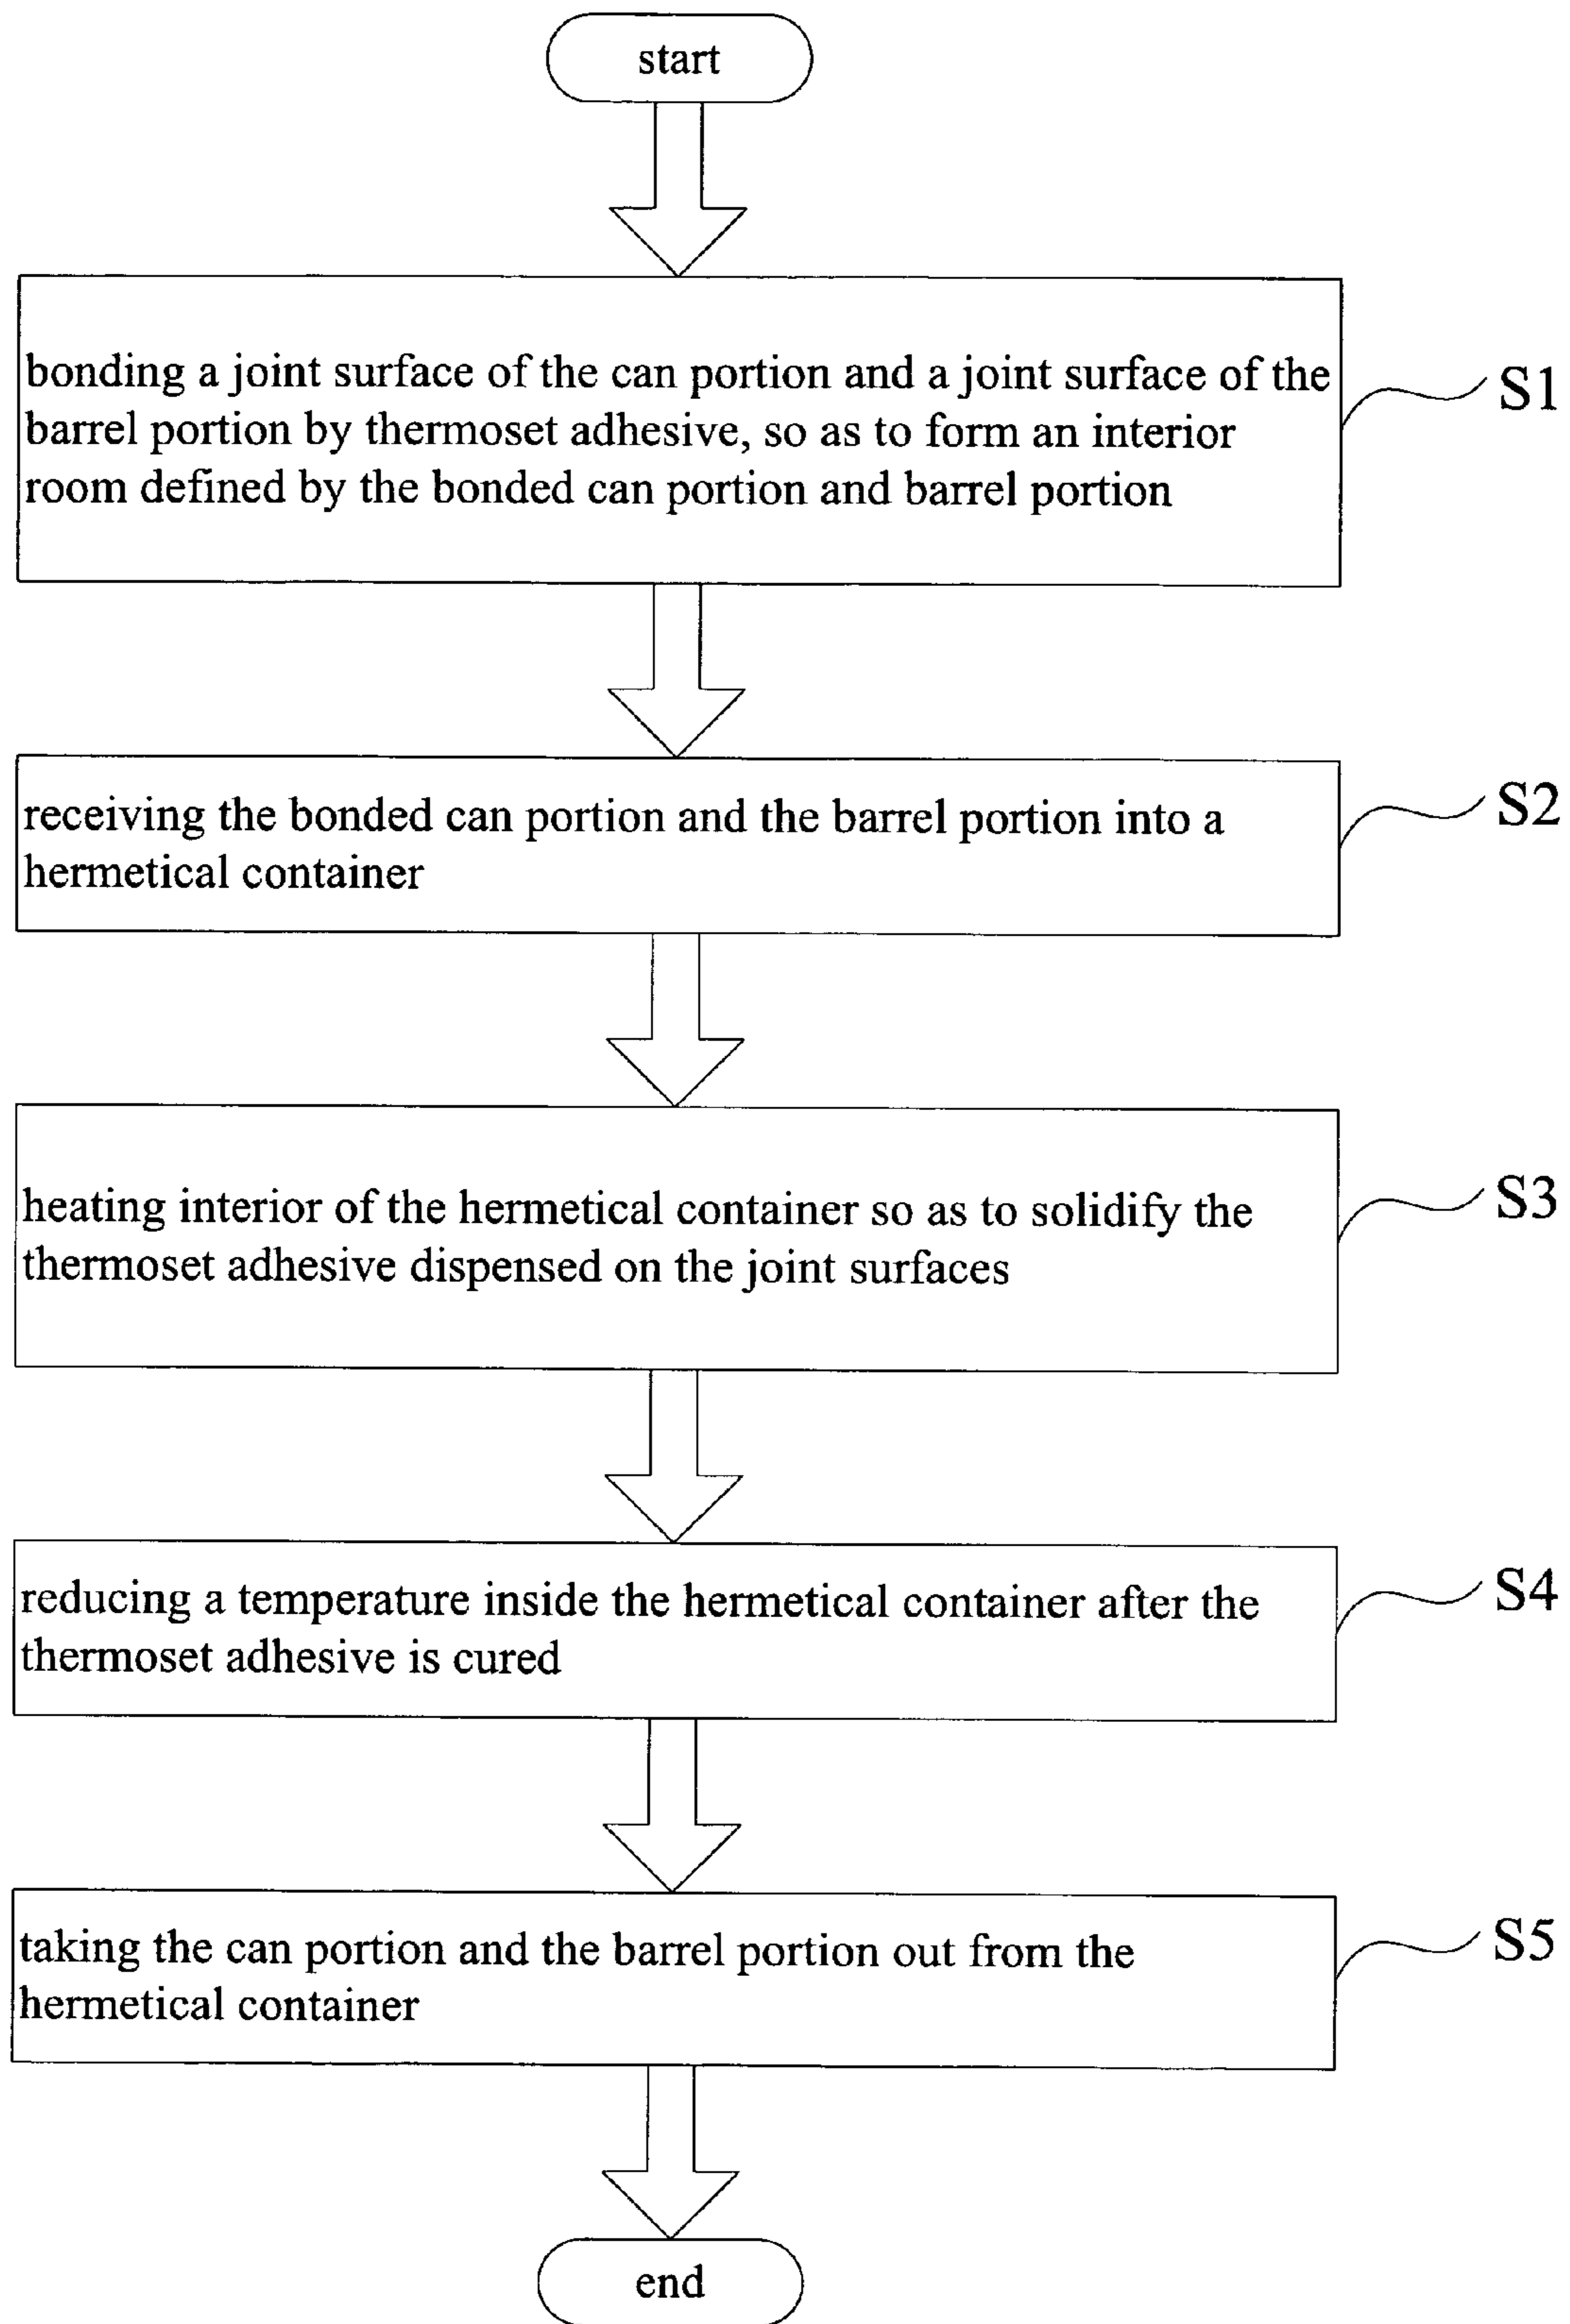 start
bonding a joint surface of the can portion and a joint surface of the
barrel portion by thermoset adhesive, so as to form an interior
room defined by the bonded can portion and barrel portion
S1
receiving the bonded can portion and the barrel portion into a
hermetical container
S2
heating interior of the hermetical container so as to solidify the
thermoset adhesive dispensed on the joint surfaces
S3
reducing a temperature inside the hermetical container after the
thermoset adhesive is cured
S4
taking the can portion and the barrel portion out from the
hermetical container
S5
end